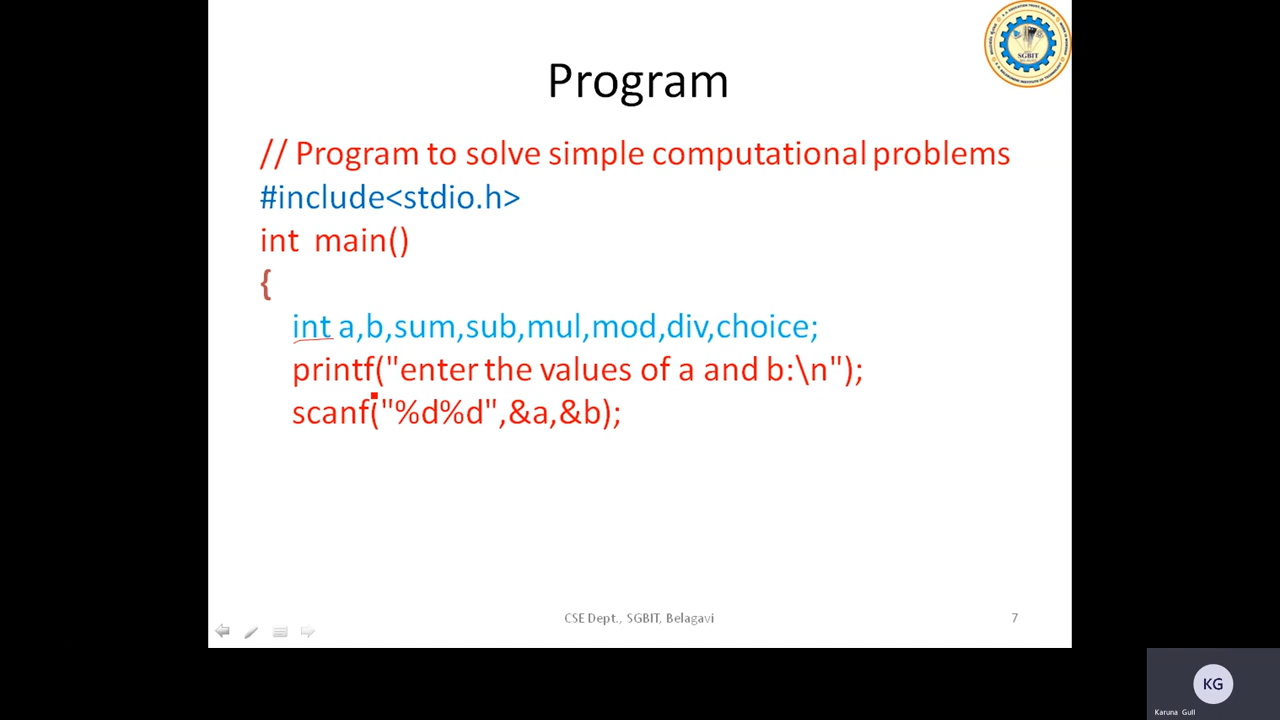 Program
// Program to solve simple computational problems
#include<stdio.h>
int main()
{
int a,b,sum,sub,mul,mod,div,choice;
printf("enter the values of a and b:\n");
scanf("%d%d",&a,&b);
CSE Dept., SGBIT, Belagavi
7
SGBIT
KG
Karuna Gull